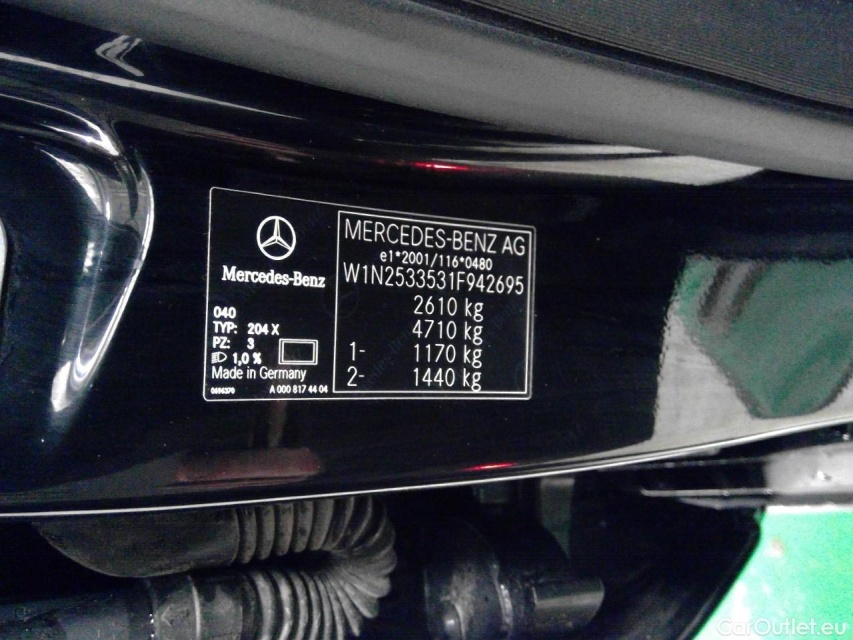 Mercedes-Benz
040
TYP: 204 X
PZ: 3
1,0 %
Made in Germany
A 000 817 44 04
MERCEDES-BENZ AG
e1*2001/116*0480
W1N2533531F942695
2610 kg
4710 kg
1- 1170 kg
2- 1440 kg
CarOutlet.eu